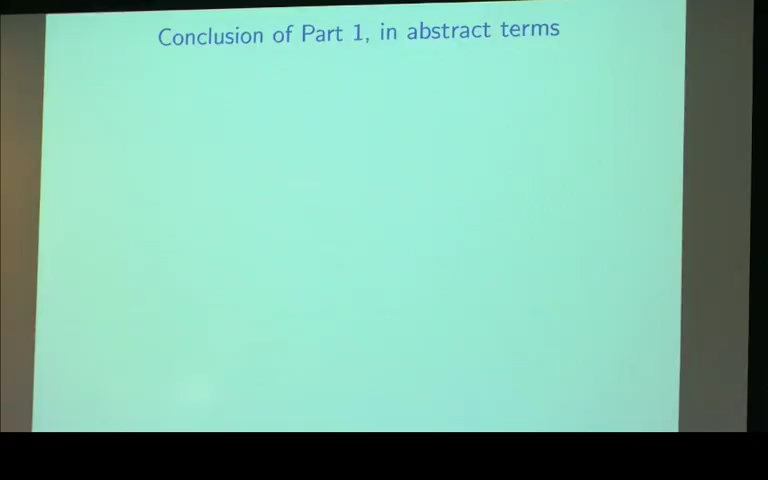 Conclusion of Part 1, in abstract terms